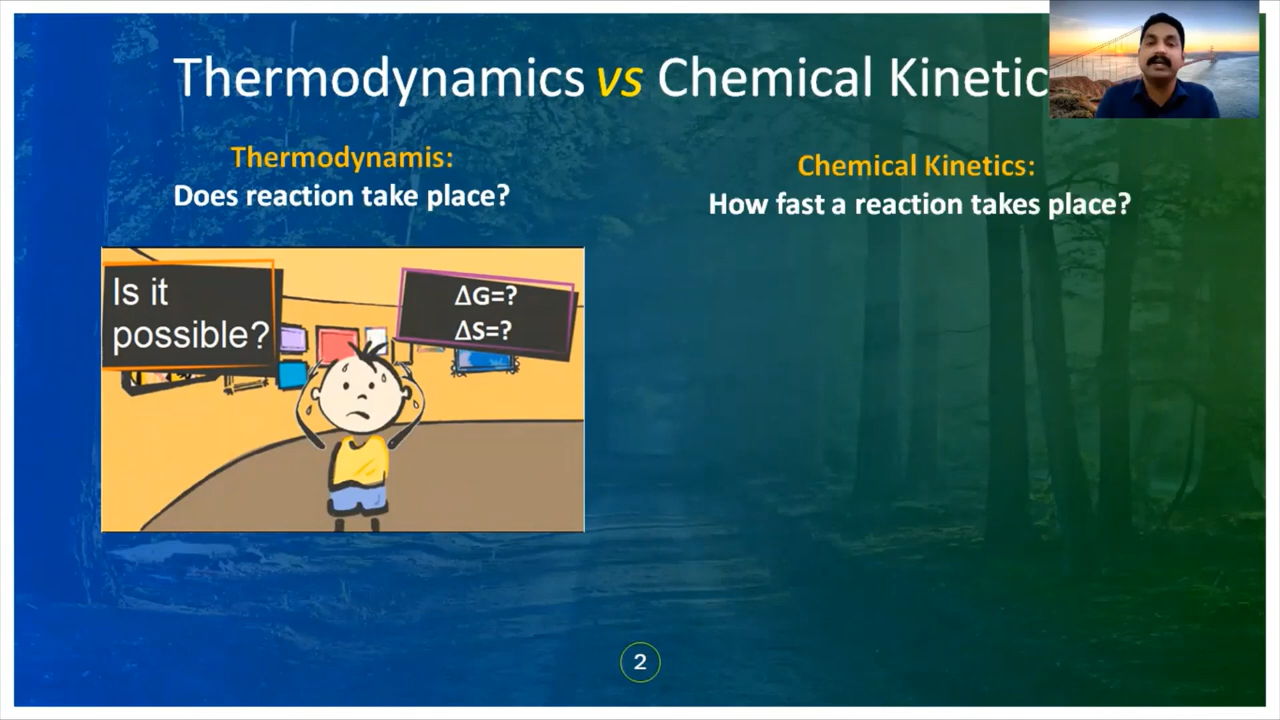 Thermodynamics vs Chemical Kinetic
Thermodynamis:
Does reaction take place?
Is it
possible?
ΔG=?
ΔS=?
Chemical Kinetics:
How fast a reaction takes place?
2